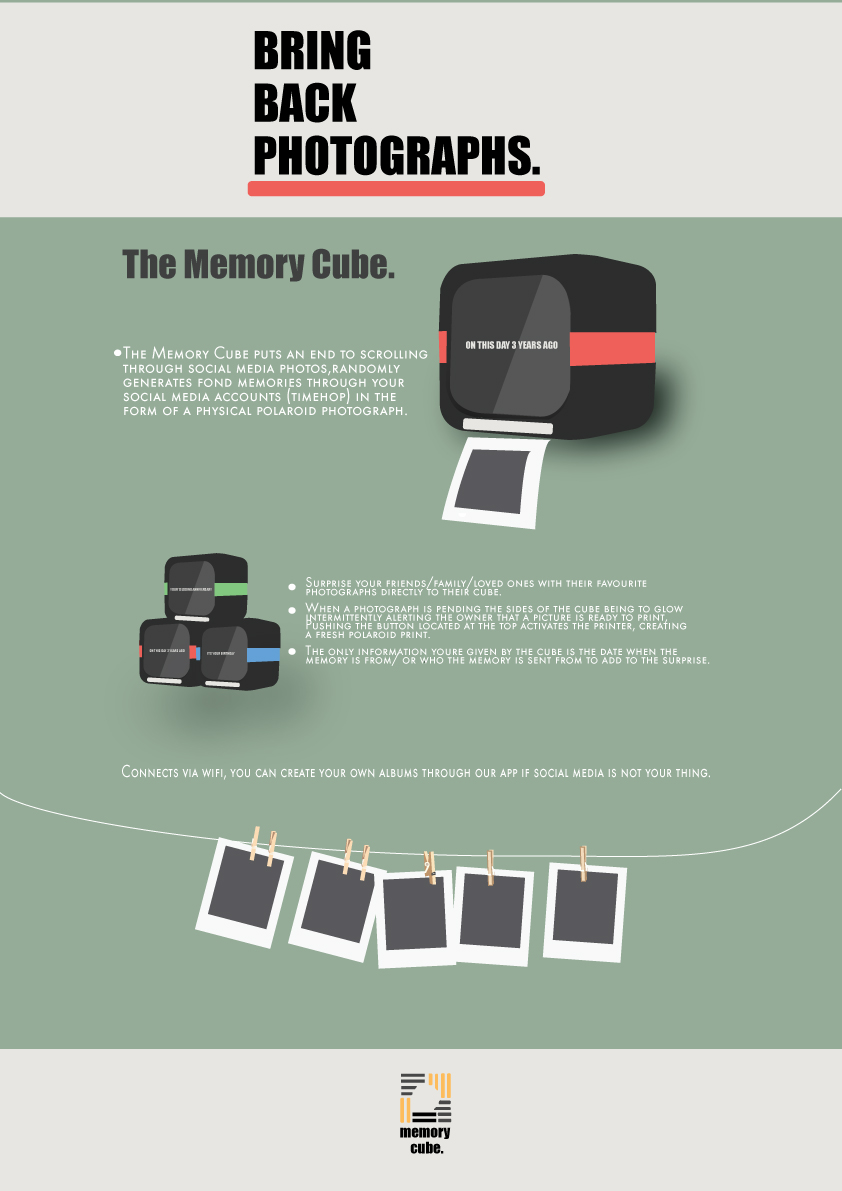 BRING
BACK
PHOTOGRAPHS.
The Memory Cube.
ON THIS DAY 3 YEARS AGO
•The Memory Cube puts an end to scrolling
through social media photos,randomly
generates fond memories through your
social media accounts (timehop) in the
form of a physical polaroid photograph.
• Surprise your friends/family/loved ones with their favourite
photographs directly to their cube.
• When a photograph is pending the sides of the cube being to glow
intermittently alerting the owner that a picture is ready to print,
Pushing the button located at the top activates the printer, creating
a fresh polaroid print.
• The only information youre given by the cube is the date when the
memory is from/ or who the memory is sent from to add to the surprise.
ON THIS DAY 3 YEARS AGO
Connects via wifi, you can create your own albums through our app if social media is not your thing.
memory
cube.